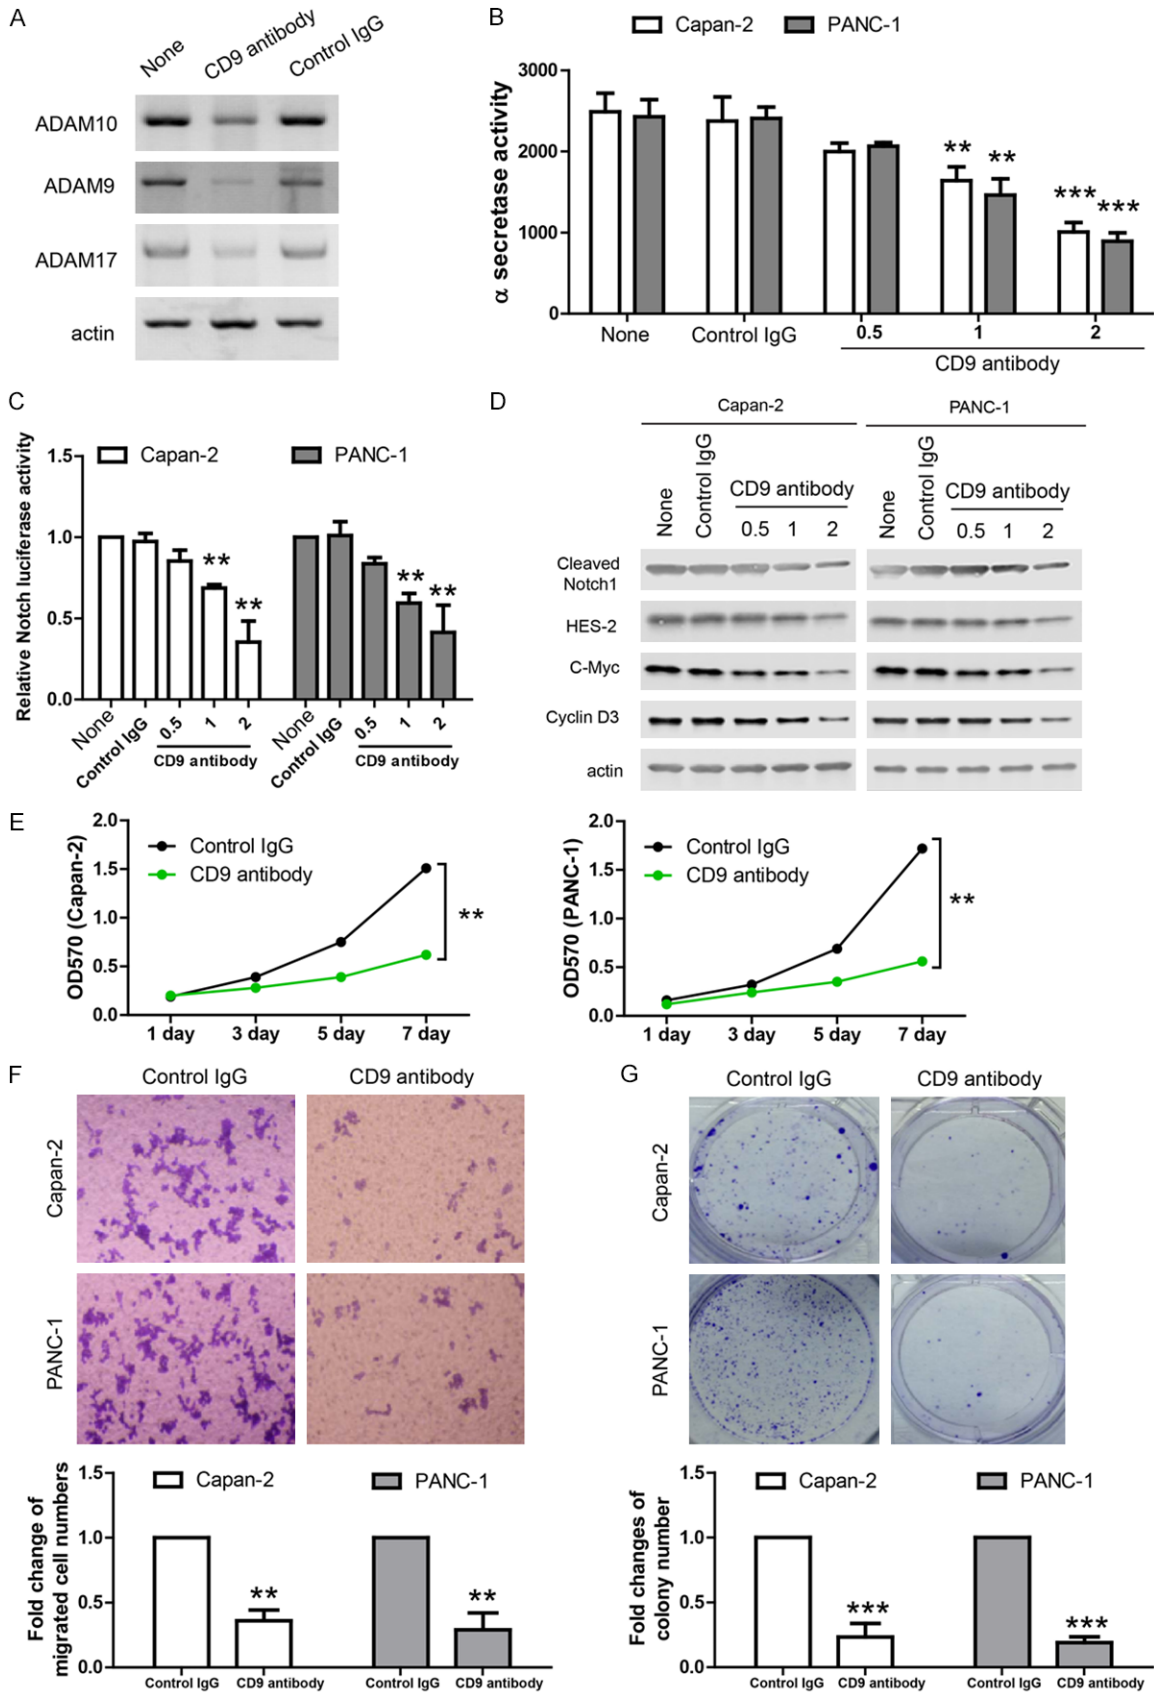 A
None
CD9 antibody
Control IgG
ADAM10
ADAM9
ADAM17
actin
B
Capan-2
PANC-1
α secretase activity
3000
2000
1000
0
** **
*** ***
None
Control IgG
0.5
1
2
CD9 antibody
C
Relative Notch luciferase activity
Capan-2
PANC-1
1.5
1.0
0.5
0.0
**
**
**
**
None
Control IgG
0.5
1
2
CD9 antibody
None
Control IgG
0.5
1
2
CD9 antibody
D
Capan-2
PANC-1
None
Control IgG
CD9 antibody
0.5 1 2
None
Control IgG
CD9 antibody
0.5 1 2
Cleaved
Notch1
HES-2
C-Myc
Cyclin D3
actin
E
OD570 (Capan-2)
2.0
1.5
1.0
0.5
0.0
Control IgG
CD9 antibody
**
1 day 3 day 5 day 7 day
OD570 (PANC-1)
2.0
1.5
1.0
0.5
0.0
Control IgG
CD9 antibody
**
1 day 3 day 5 day 7 day
F
Control IgG
CD9 antibody
Capan-2
PANC-1
Fold change of
migrated cell numbers
1.5
1.0
0.5
0.0
Capan-2
PANC-1
**
**
Control IgG CD9 antibody Control IgG CD9 antibody
G
Control IgG
CD9 antibody
Capan-2
PANC-1
Fold changes of
colony number
1.5
1.0
0.5
0.0
Capan-2
PANC-1
***
***
Control IgG CD9 antibody Control IgG CD9 antibody